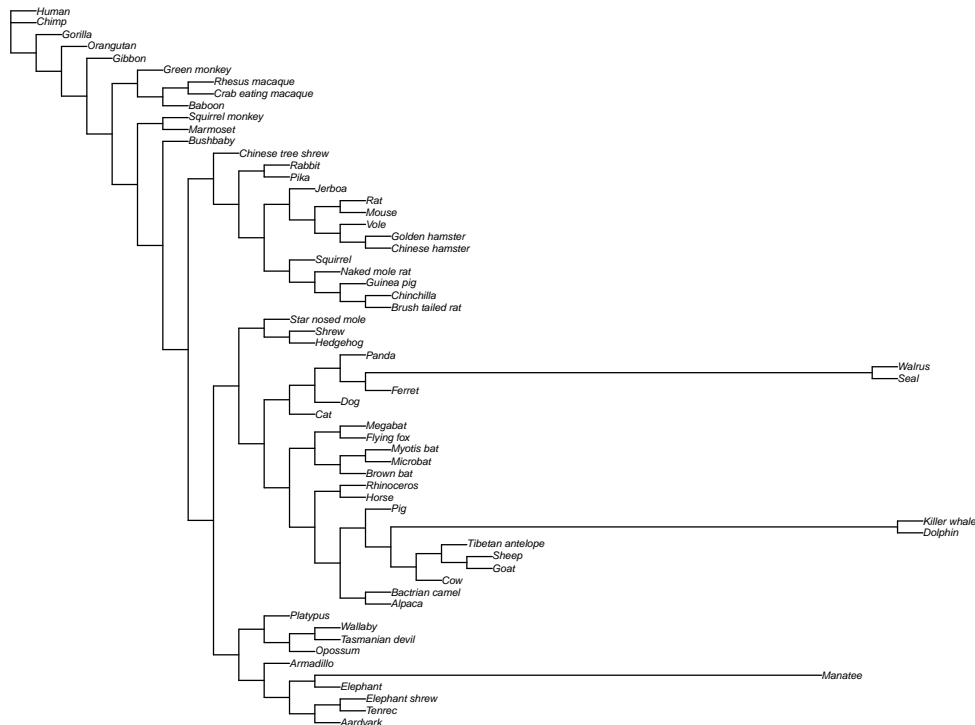 Human
Chimp
Gorilla
Orangutan
Gibbon
Green monkey
Rhesus macaque
Crab eating macaque
Baboon
Squirrel monkey
Marmoset
Bushbaby
Chinese tree shrew
Rabbit
Pika
Jerboa
Rat
Mouse
Vole
Golden hamster
Chinese hamster
Squirrel
Naked mole rat
Guinea pig
Chinchilla
Brush tailed rat
Star nosed mole
Shrew
Hedgehog
Panda
Walrus
Seal
Ferret
Dog
Cat
Megabat
Flying fox
Myotis bat
Microbat
Brown bat
Rhinoceros
Horse
Pig
Killer whale
Dolphin
Tibetan antelope
Sheep
Goat
Cow
Bactrian camel
Alpaca
Platypus
Wallaby
Tasmanian devil
Opossum
Armadillo
Manatee
Elephant
Elephant shrew
Tenrec
Aardvark